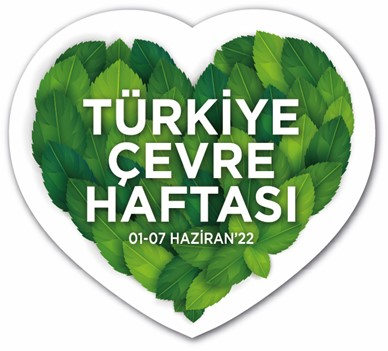 TÜRKİYE
ÇEVRE
HAFTASI
01-07 HAZİRAN'22